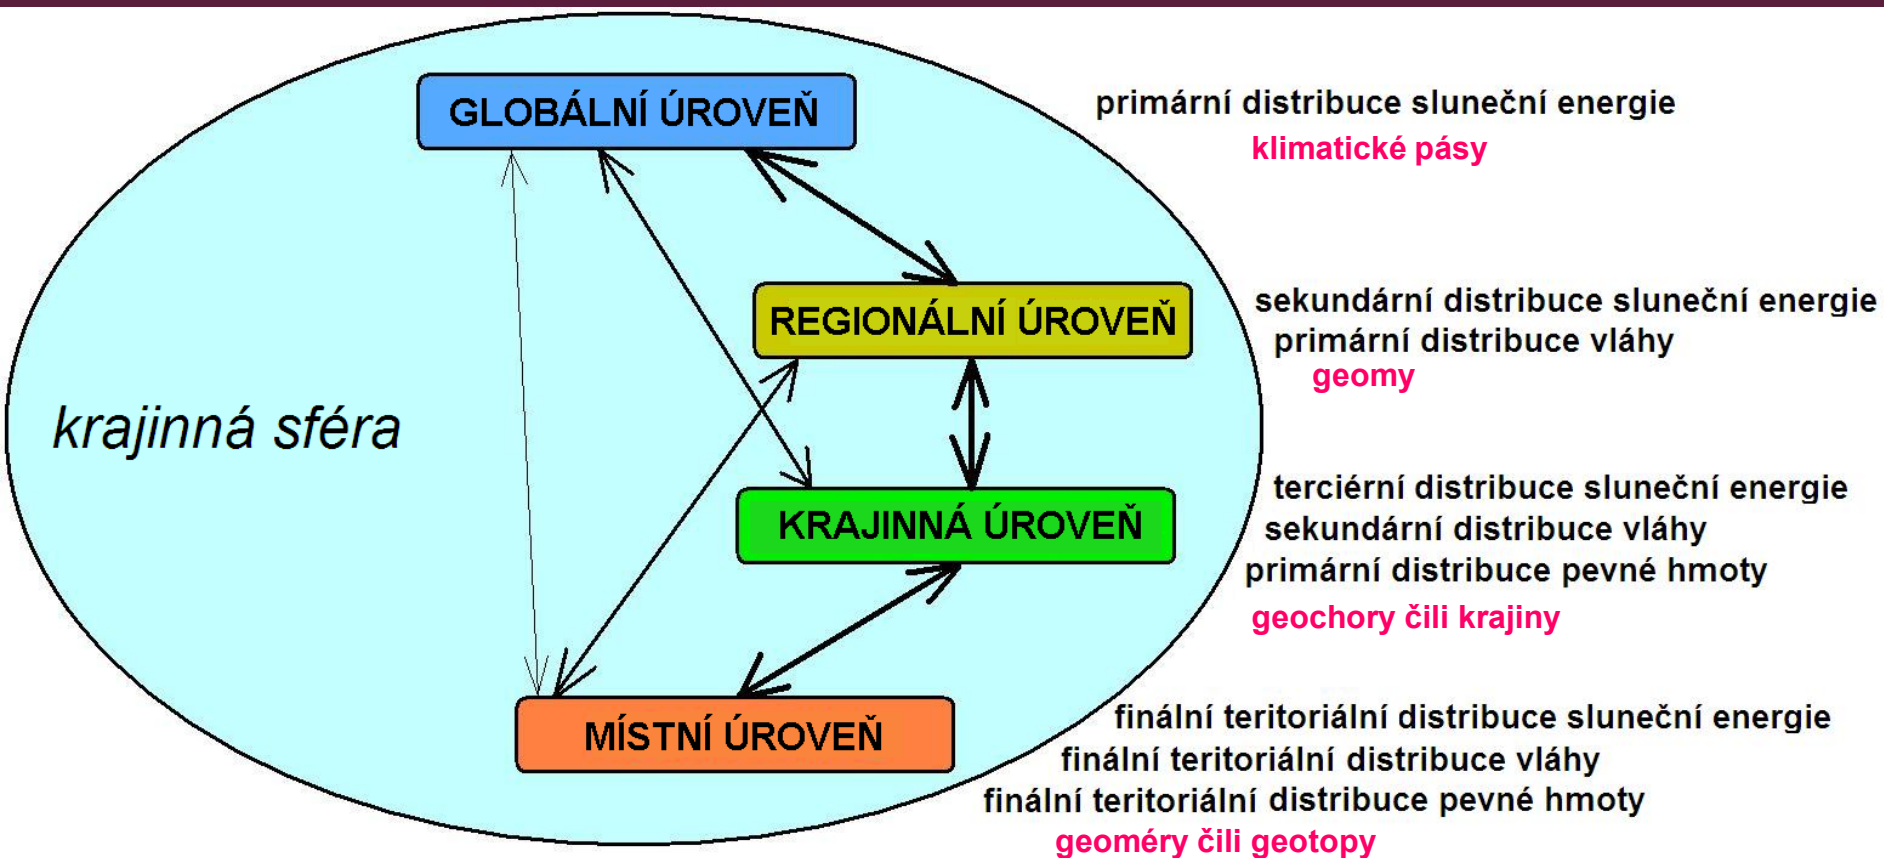 GLOBÁLNÍ ÚROVEŇ
primární distribuce sluneční energie
klimatické pásy
REGIONÁLNÍ ÚROVEŇ
sekundární distribuce sluneční energie
primární distribuce vláhy
geomy
krajinná sféra
KRAJINNÁ ÚROVEŇ
terciérní distribuce sluneční energie
sekundární distribuce vláhy
primární distribuce pevné hmoty
geochory čili krajiny
MÍSTNÍ ÚROVEŇ
finální teritoriální distribuce sluneční energie
finální teritoriální distribuce vláhy
finální teritoriální distribuce pevné hmoty
geoméry čili geotopy